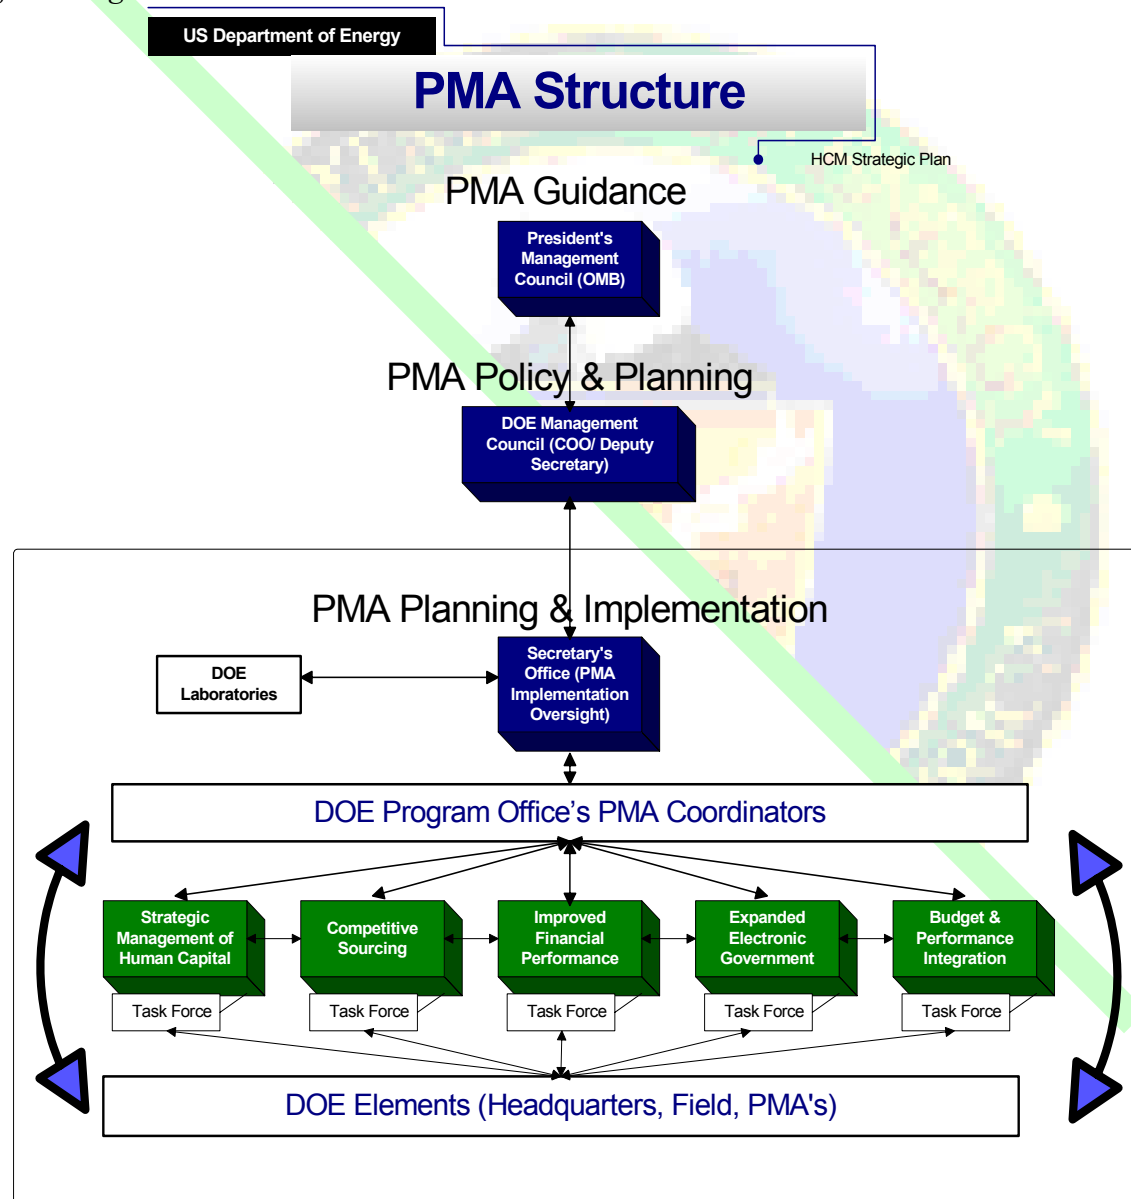 US Department of Energy
PMA Structure
HCM Strategic Plan
PMA Guidance
President's
Management
Council (OMB)
PMA Policy & Planning
DOE Management
Council (COO/ Deputy
Secretary)
PMA Planning & Implementation
DOE
Laboratories
Secretary's
Office (PMA
Implementation
Oversight)
DOE Program Office’s PMA Coordinators
Strategic
Management of
Human Capital
Competitive
Sourcing
Improved
Financial
Performance
Expanded
Electronic
Government
Budget &
Performance
Integration
Task Force
Task Force
Task Force
Task Force
Task Force
DOE Elements (Headquarters, Field, PMA's)